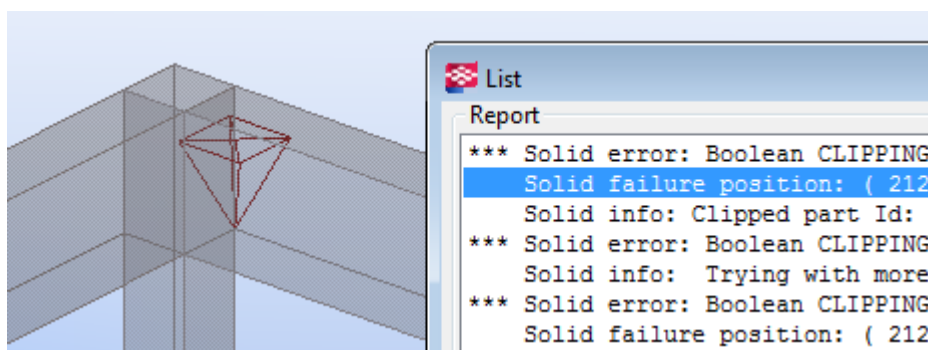 List
Report
*** Solid error: Boolean CLIPPING
Solid failure position: ( 212
Solid info: Clipped part Id:
*** Solid error: Boolean CLIPPING
Solid info:  Trying with more
*** Solid error: Boolean CLIPPING
Solid failure position: ( 212